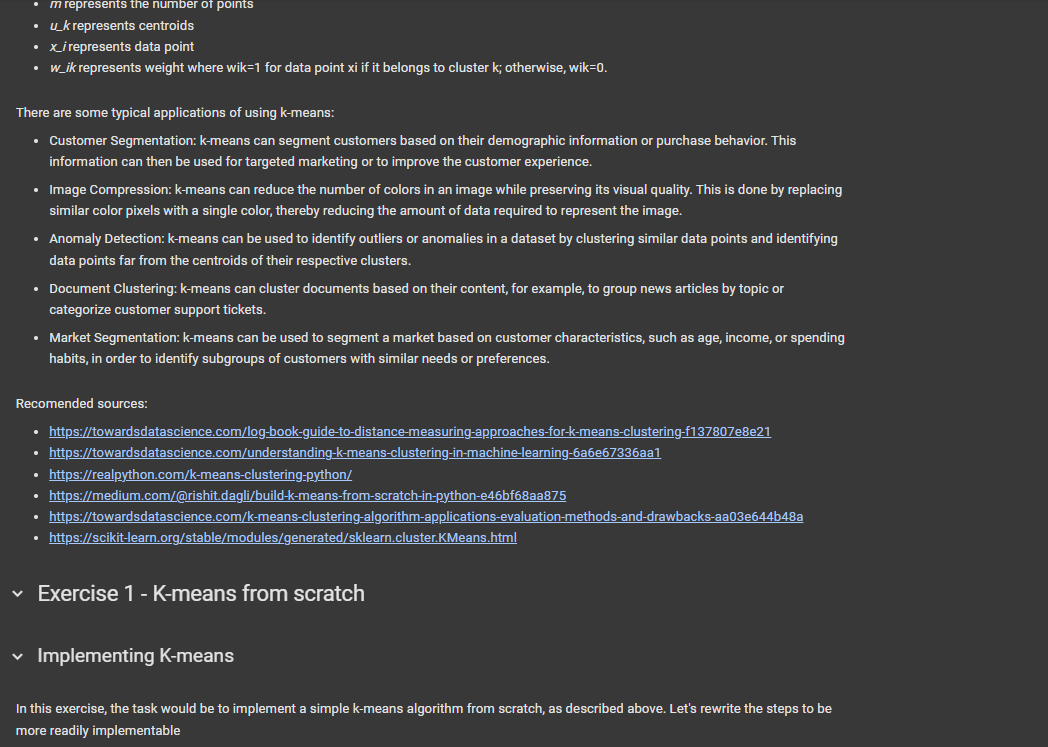 m represents the number of points
u_k represents centroids
x_i represents data point
w_ik represents weight where wik=1 for data point xi if it belongs to cluster k; otherwise, wik=0.
There are some typical applications of using k-means:
Customer Segmentation: k-means can segment customers based on their demographic information or purchase behavior. This
information can then be used for targeted marketing or to improve the customer experience.
Image Compression: k-means can reduce the number of colors in an image while preserving its visual quality. This is done by replacing
similar color pixels with a single color, thereby reducing the amount of data required to represent the image.
Anomaly Detection: k-means can be used to identify outliers or anomalies in a dataset by clustering similar data points and identifying
data points far from the centroids of their respective clusters.
Document Clustering: k-means can cluster documents based on their content, for example, to group news articles by topic or
categorize customer support tickets.
Market Segmentation: k-means can be used to segment a market based on customer characteristics, such as age, income, or spending
habits, in order to identify subgroups of customers with similar needs or preferences.
Recomended sources:
https://towardsdatascience.com/log-book-guide-to-distance-measuring-approaches-for-k-means-clustering-f137807e8e21
https://towardsdatascience.com/understanding-k-means-clustering-in-machine-learning-6a6e67336aa1
https://realpython.com/k-means-clustering-python/
https://medium.com/@rishit.dagli/build-k-means-from-scratch-in-python-e46bf68aa875
https://towardsdatascience.com/k-means-clustering-algorithm-applications-evaluation-methods-and-drawbacks-aa03e644b48a
https://scikit-learn.org/stable/modules/generated/sklearn.cluster.KMeans.html
Exercise 1 - K-means from scratch
Implementing K-means
In this exercise, the task would be to implement a simple k-means algorithm from scratch, as described above. Let's rewrite the steps to be
more readily implementable